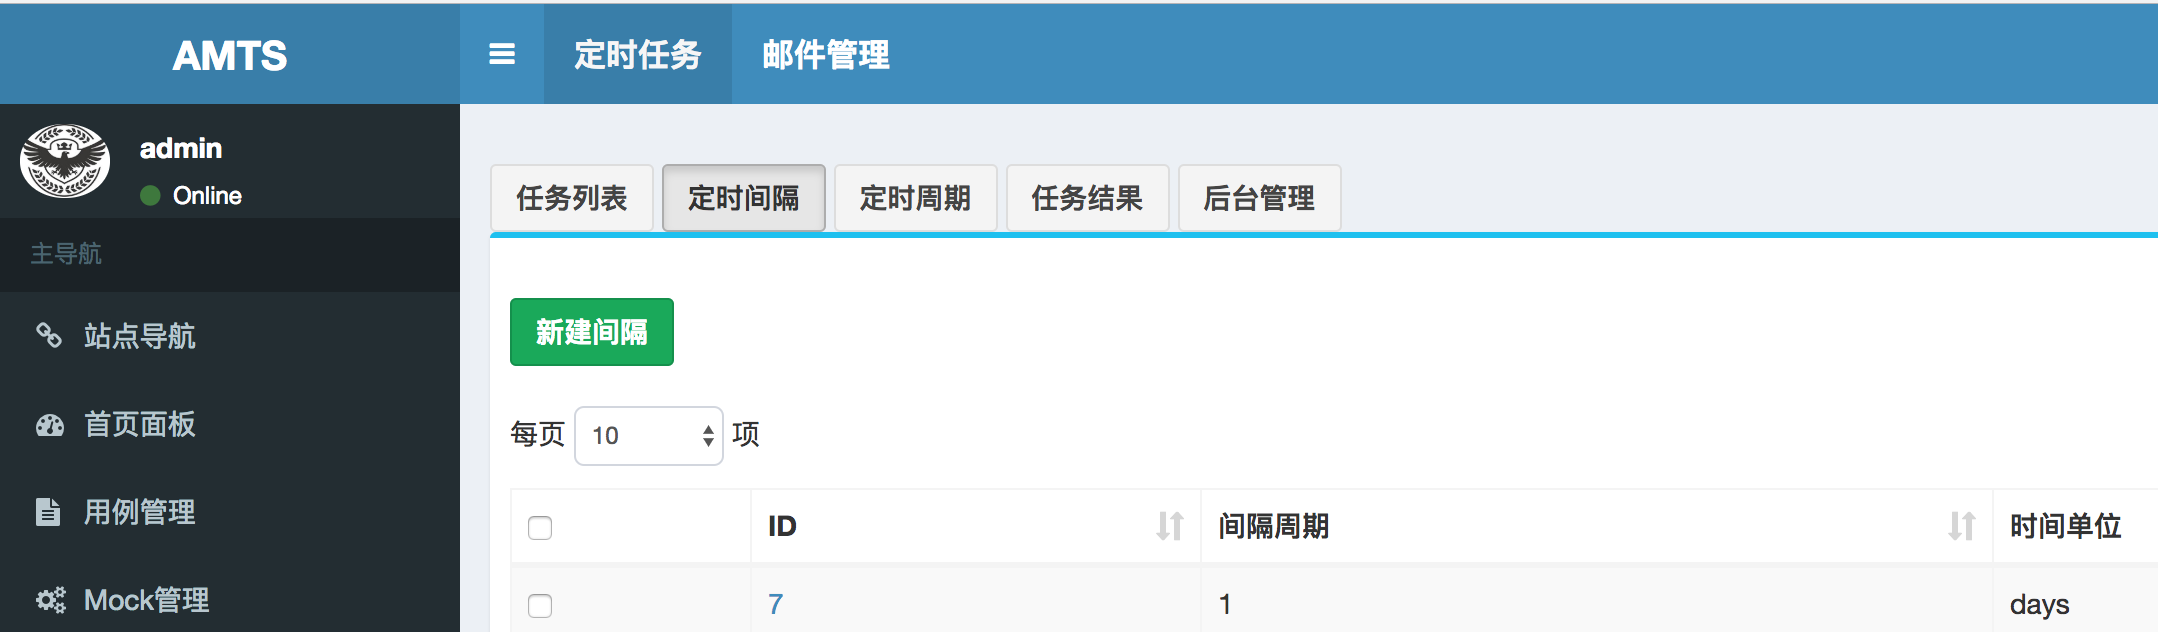 AMTS
定时任务 邮件管理
admin
Online
主导航
站点导航
首页面板
用例管理
Mock管理
任务列表 定时间隔 定时周期 任务结果 后台管理
新建间隔
每页 10 项
ID 间隔周期 时间单位
7 1 days